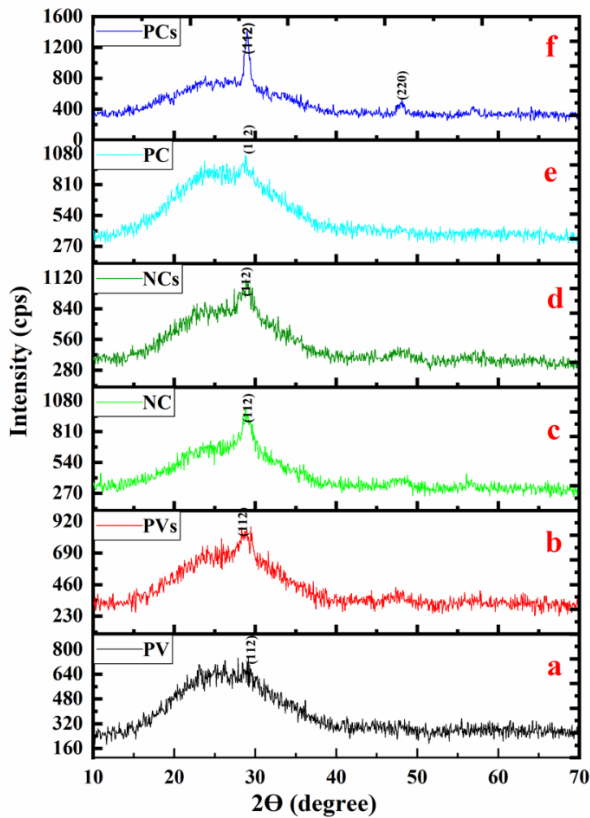 1600
1200
800
400
0
PCs
(112)
(220)
f
1080
810
540
270
PC
(112)
e
1120
840
560
280
NCs
(112)
d
1080
810
540
270
NC
(112)
c
920
690
460
230
PVs
(112)
b
800
640
480
320
160
PV
(112)
a
10 20 30 40 50 60 70
2Θ (degree)
Intensity (cps)